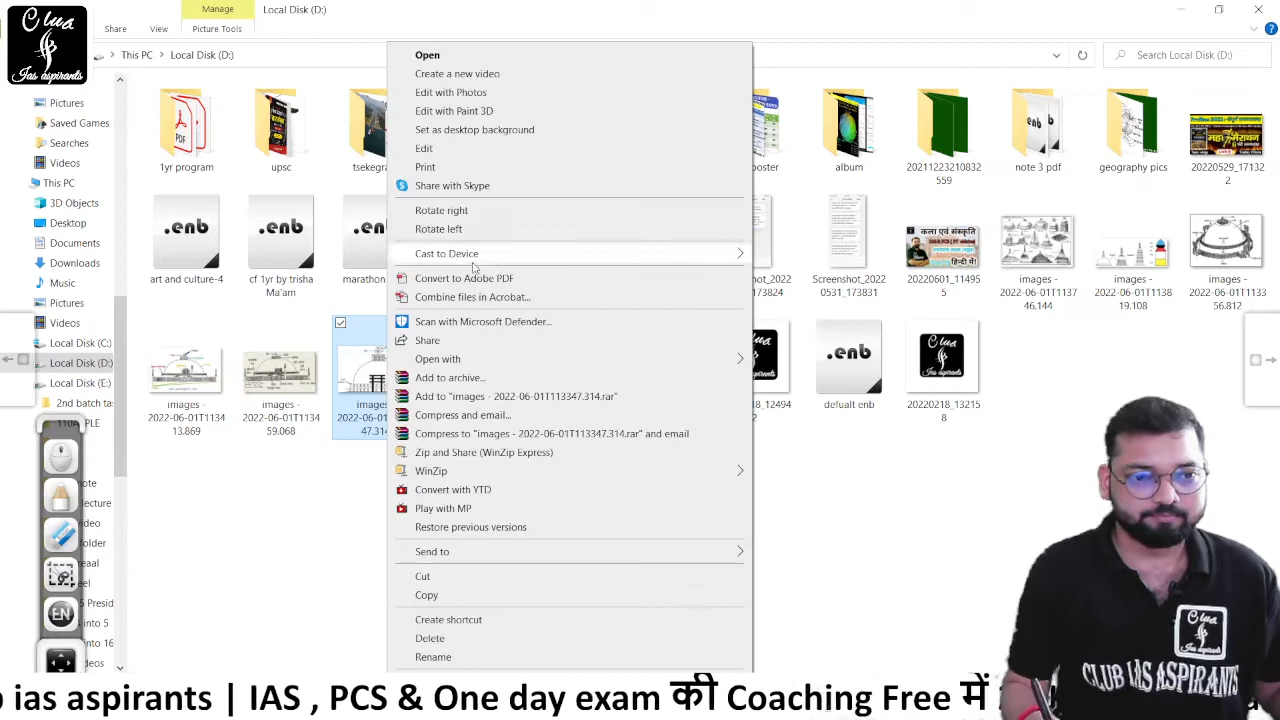 Club
Ias aspirants
Manage
Local Disk (D:)
Share
View
Picture Tools
This PC
Local Disk (D:)
Search Local Disk (D:)
Pictures
Saved Games
Searches
Videos
This PC
3D Objects
Desktop
Documents
Downloads
Music
Pictures
Videos
Local Disk (C:)
Local Disk (D:)
Local Disk (E:)
2nd batch ta
EN
1yr program
upsc
tsekegra
poster
album
20211223210832
559
note 3 pdf
geography pics
20220529_17132
2
.enb
art and culture-4
.enb
cf 1yr by trisha
Ma'am
marathon
Screenshot_2022
0531_173831
20220601_11495
5
images -
2022-06-01T1137
46.144
images -
2022-06-01T1138
19.108
images -
2022-06-01T1133
56.812
images -
2022-06-01T1134
13.869
images -
2022-06-01T1134
59.068
.enb
defualt enb
20220218_13215
8
Open
Create a new video
Edit with Photos
Edit with Paint 3D
Set as desktop background
Edit
Print
Share with Skype
Rotate right
Rotate left
Cast to Device
Convert to Adobe PDF
Combine files in Acrobat...
Scan with Microsoft Defender...
Share
Open with
Add to archive...
Add to "images - 2022-06-01T113347.314.rar"
Compress and email...
Compress to "images - 2022-06-01T113347.314.rar" and email
Zip and Share (WinZip Express)
WinZip
Convert with YTD
Play with MP
Restore previous versions
Send to
Cut
Copy
Create shortcut
Delete
Rename
CLUB IAS ASPIRANTS
ias aspirants | IAS , PCS & One day exam की Coaching Free में